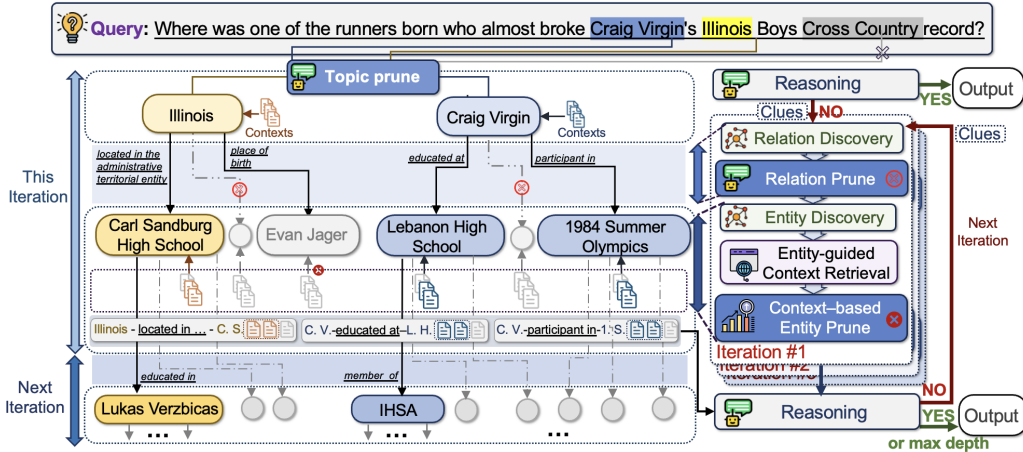 Query: Where was one of the runners born who almost broke Craig Virgin's Illinois Boys Cross Country record?
Topic prune
Illinois
Contexts
Craig Virgin
Contexts
located in the
administrative
territorial entity
place of
birth
educated at
participant in
This
Iteration
Carl Sandburg
High School
Evan Jager
Lebanon High
School
1984 Summer
Olympics
Illinois - located in ... - C. S.
C. V.-educated at-L. H.
C. V.-participant in-1. S.
Next
Iteration
educated in
member of
Lukas Verzbicas
IHSA
...
...
...
Reasoning
YES
Output
Clues
NO
Clues
Relation Discovery
Relation Prune
Entity Discovery
Entity-guided
Context Retrieval
Context–based
Entity Prune
Next
Iteration
Iteration #1
Iteration #2
NO
Reasoning
YES
Output
or max depth